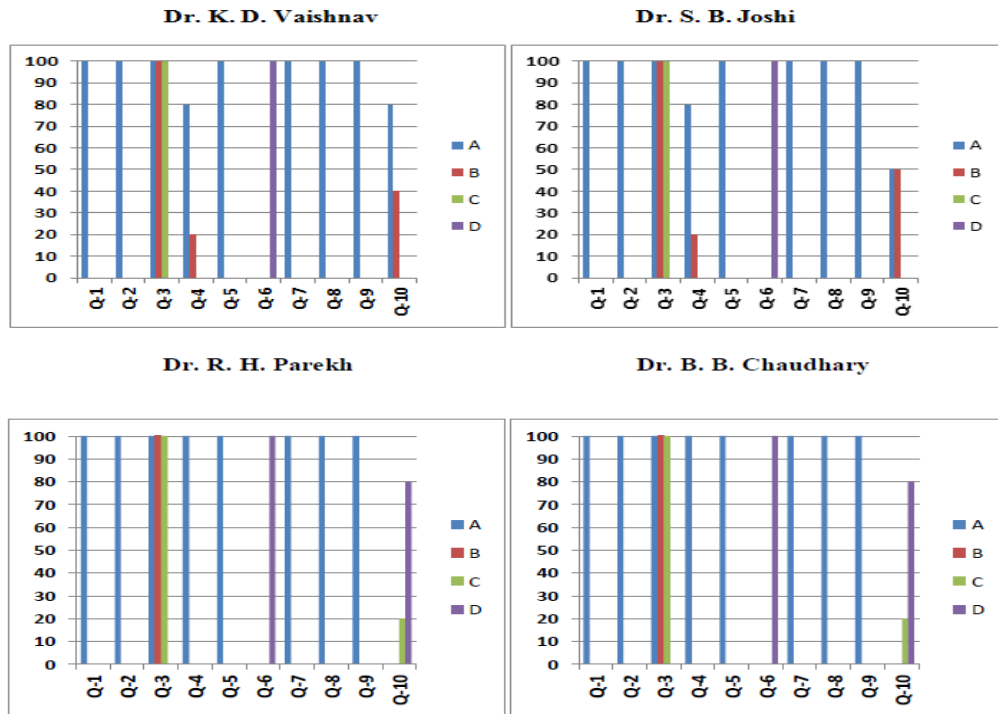 Dr. K. D. Vaishnav
100
90
80
70
60
50
40
30
20
10
0
Q-1
Q-2
Q-3
Q-4
Q-5
Q-6
Q-7
Q-8
Q-9
Q-10
A
B
C
D
Dr. S. B. Joshi
100
90
80
70
60
50
40
30
20
10
0
Q-1
Q-2
Q-3
Q-4
Q-5
Q-6
Q-7
Q-8
Q-9
Q-10
A
B
C
D
Dr. R. H. Parekh
100
90
80
70
60
50
40
30
20
10
0
Q-1
Q-2
Q-3
Q-4
Q-5
Q-6
Q-7
Q-8
Q-9
Q-10
A
B
C
D
Dr. B. B. Chaudhary
100
90
80
70
60
50
40
30
20
10
0
Q-1
Q-2
Q-3
Q-4
Q-5
Q-6
Q-7
Q-8
Q-9
Q-10
A
B
C
D